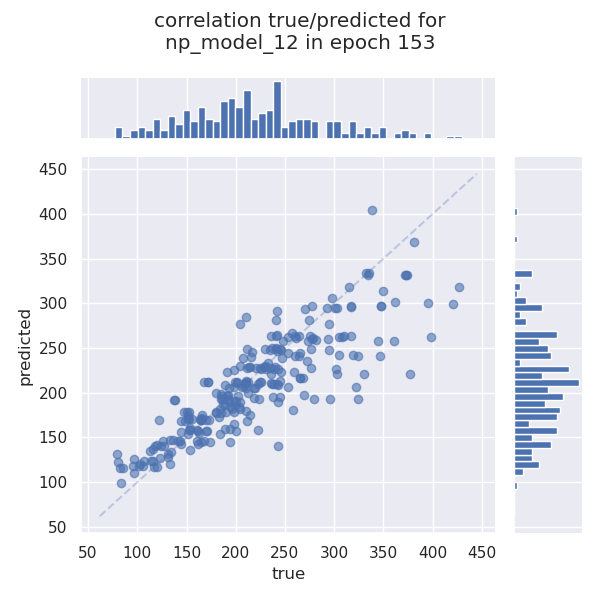 correlation true/predicted for
np_model_12 in epoch 153
450
400
350
300
250
200
150
100
50
predicted
50 100 150 200 250 300 350 400 450
true